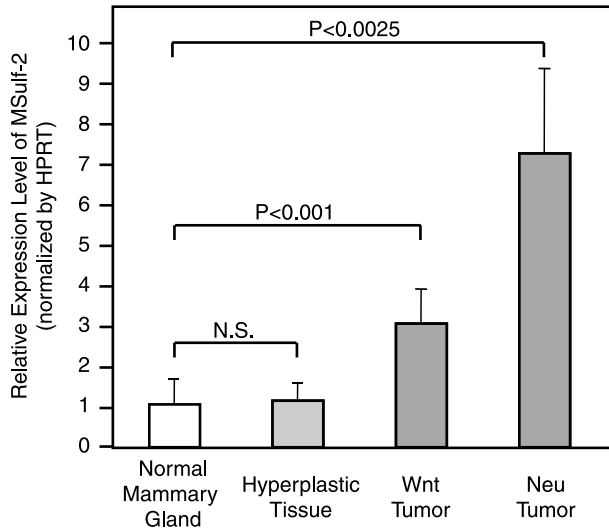 Relative Expression Level of MSulf-2
(normalized by HPRT)
10
9
8
7
6
5
4
3
2
1
0
P<0.0025
P<0.001
N.S.
Normal
Mammary
Gland
Hyperplastic
Tissue
Wnt
Tumor
Neu
Tumor